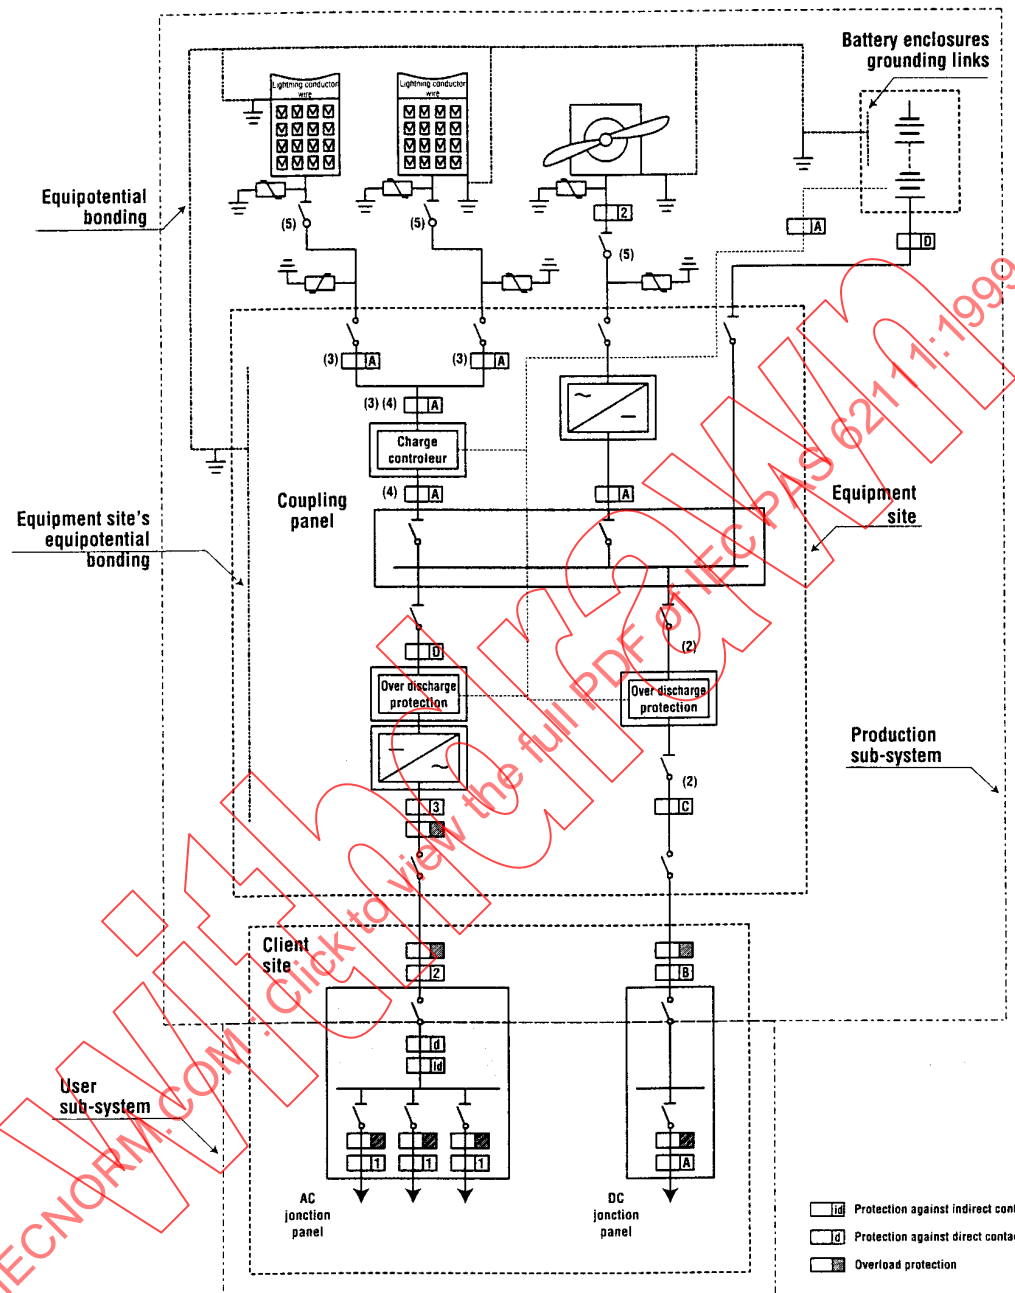 Battery enclosures
grounding links
Lightning conductor
wire
Lightning conductor
wire
Equipotential
bonding
(5)
(5)
2
(5)
A
D
(3) A
(3) A
(3) (4) A
Charge
controleur
(4) A
A
Coupling
panel
Equipment
site
Equipment site's
equipotential
bonding
(2)
D
Over discharge
protection
Over discharge
protection
Production
sub-system
(2)
3
C
Client
site
2
B
d
id
User
sub-system
1
1
1
A
AC
jonction
panel
DC
jonction
panel
id Protection against indirect cont
d Protection against direct contac
Overload protection
withdrawn
IECNORM.COM : Click to view the full PDF of IEC PAS 62111:1999